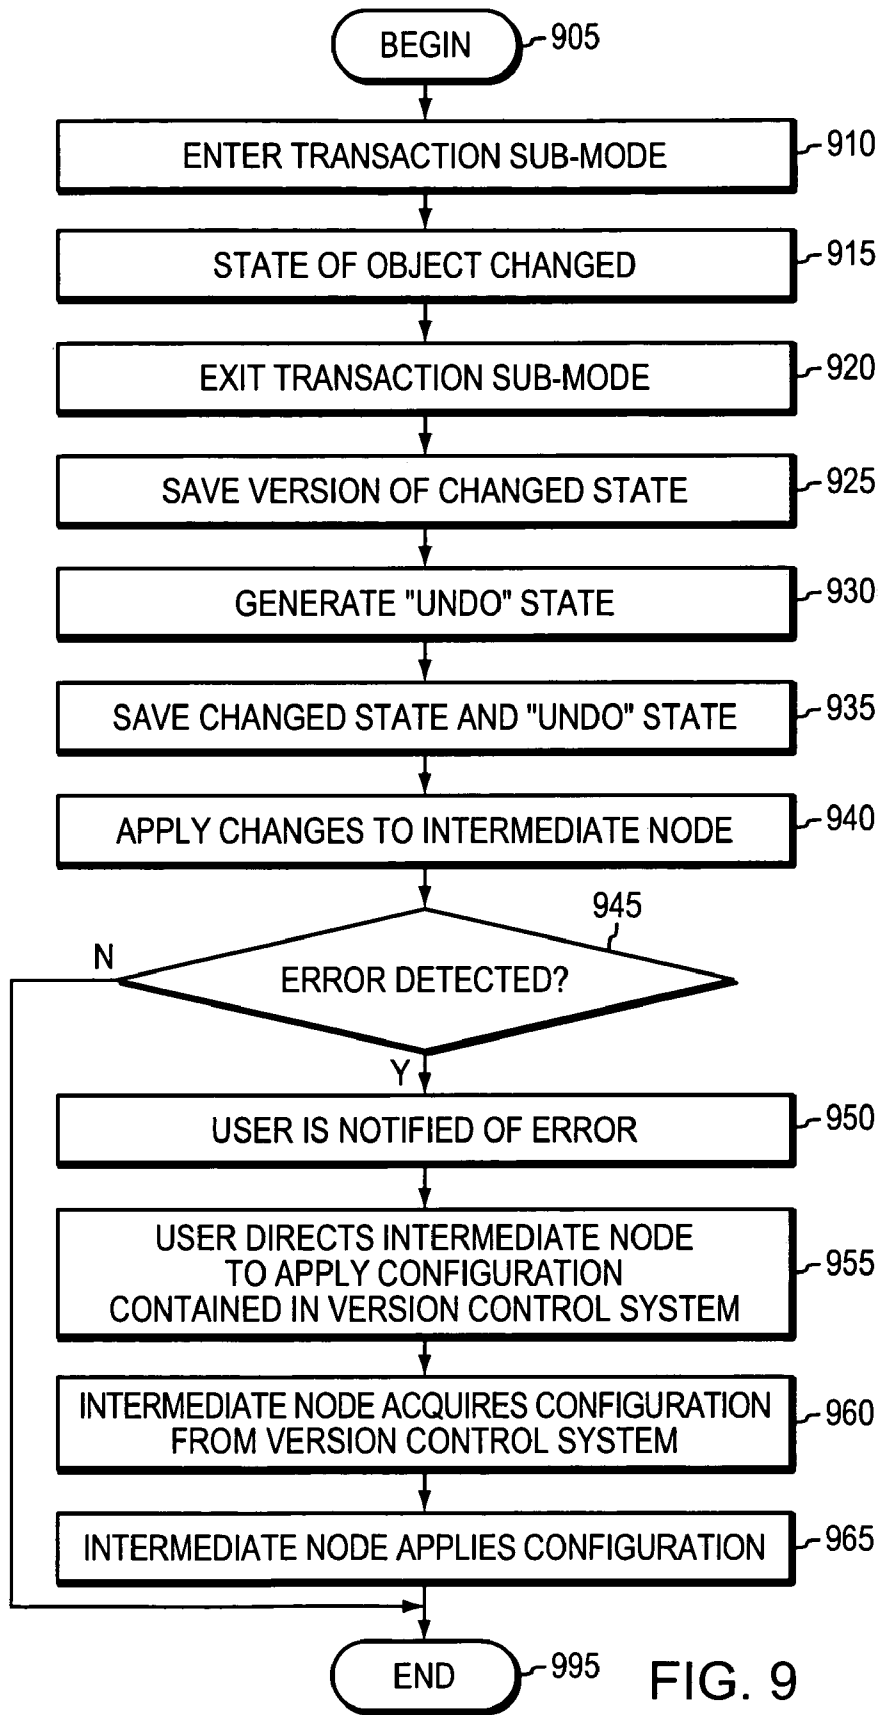 BEGIN 905
ENTER TRANSACTION SUB-MODE 910
STATE OF OBJECT CHANGED 915
EXIT TRANSACTION SUB-MODE 920
SAVE VERSION OF CHANGED STATE 925
GENERATE "UNDO" STATE 930
SAVE CHANGED STATE AND "UNDO" STATE 935
APPLY CHANGES TO INTERMEDIATE NODE 940
945
N
ERROR DETECTED?
Y
USER IS NOTIFIED OF ERROR 950
USER DIRECTS INTERMEDIATE NODE
TO APPLY CONFIGURATION 955
CONTAINED IN VERSION CONTROL SYSTEM
INTERMEDIATE NODE ACQUIRES CONFIGURATION 960
FROM VERSION CONTROL SYSTEM
INTERMEDIATE NODE APPLIES CONFIGURATION 965
END 995
FIG. 9